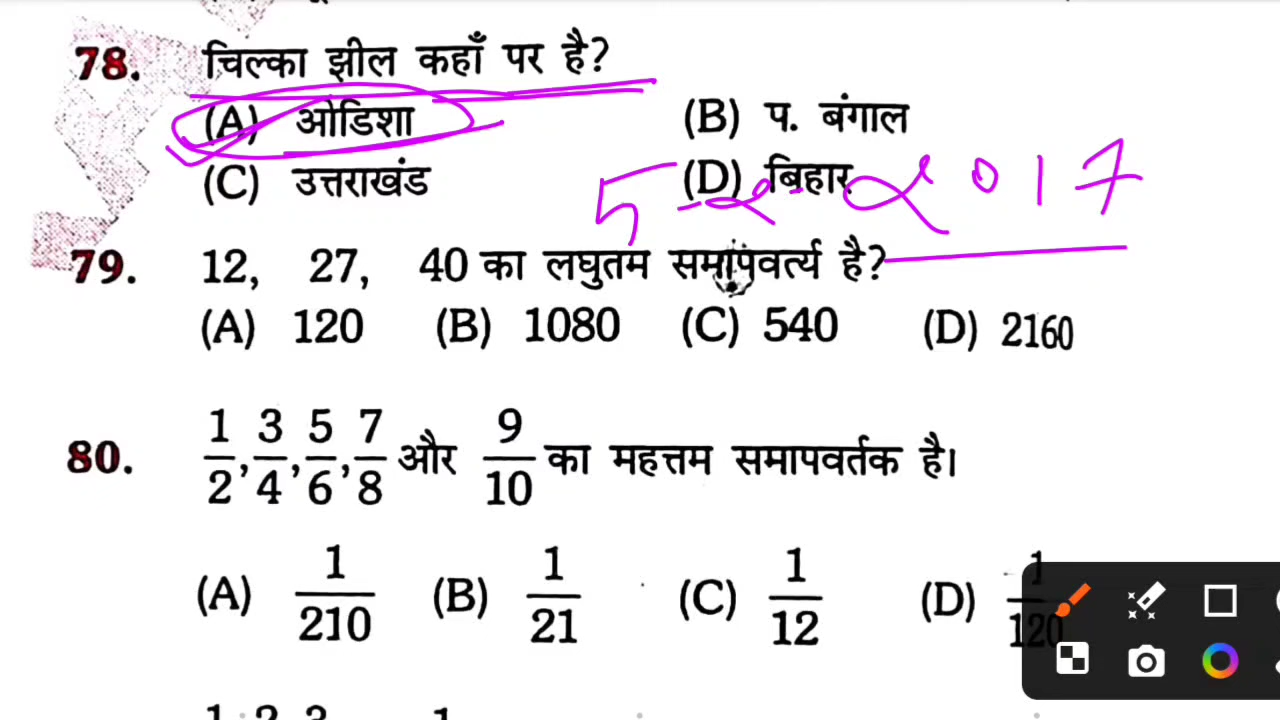 78. चिल्का झील कहाँ पर है?
(A) ओडिशा (B) प. बंगाल
(C) उत्तराखंड (D) बिहार
5-2-2017
79. 12, 27, 40 का लघुतम समापवर्त्य है?
(A) 120 (B) 1080 (C) 540 (D) 2160
80. 1/2, 3/4, 5/6, 7/8 और 9/10 का महत्तम समापवर्तक है।
(A) 1/210 (B) 1/21 (C) 1/12 (D) 1/120